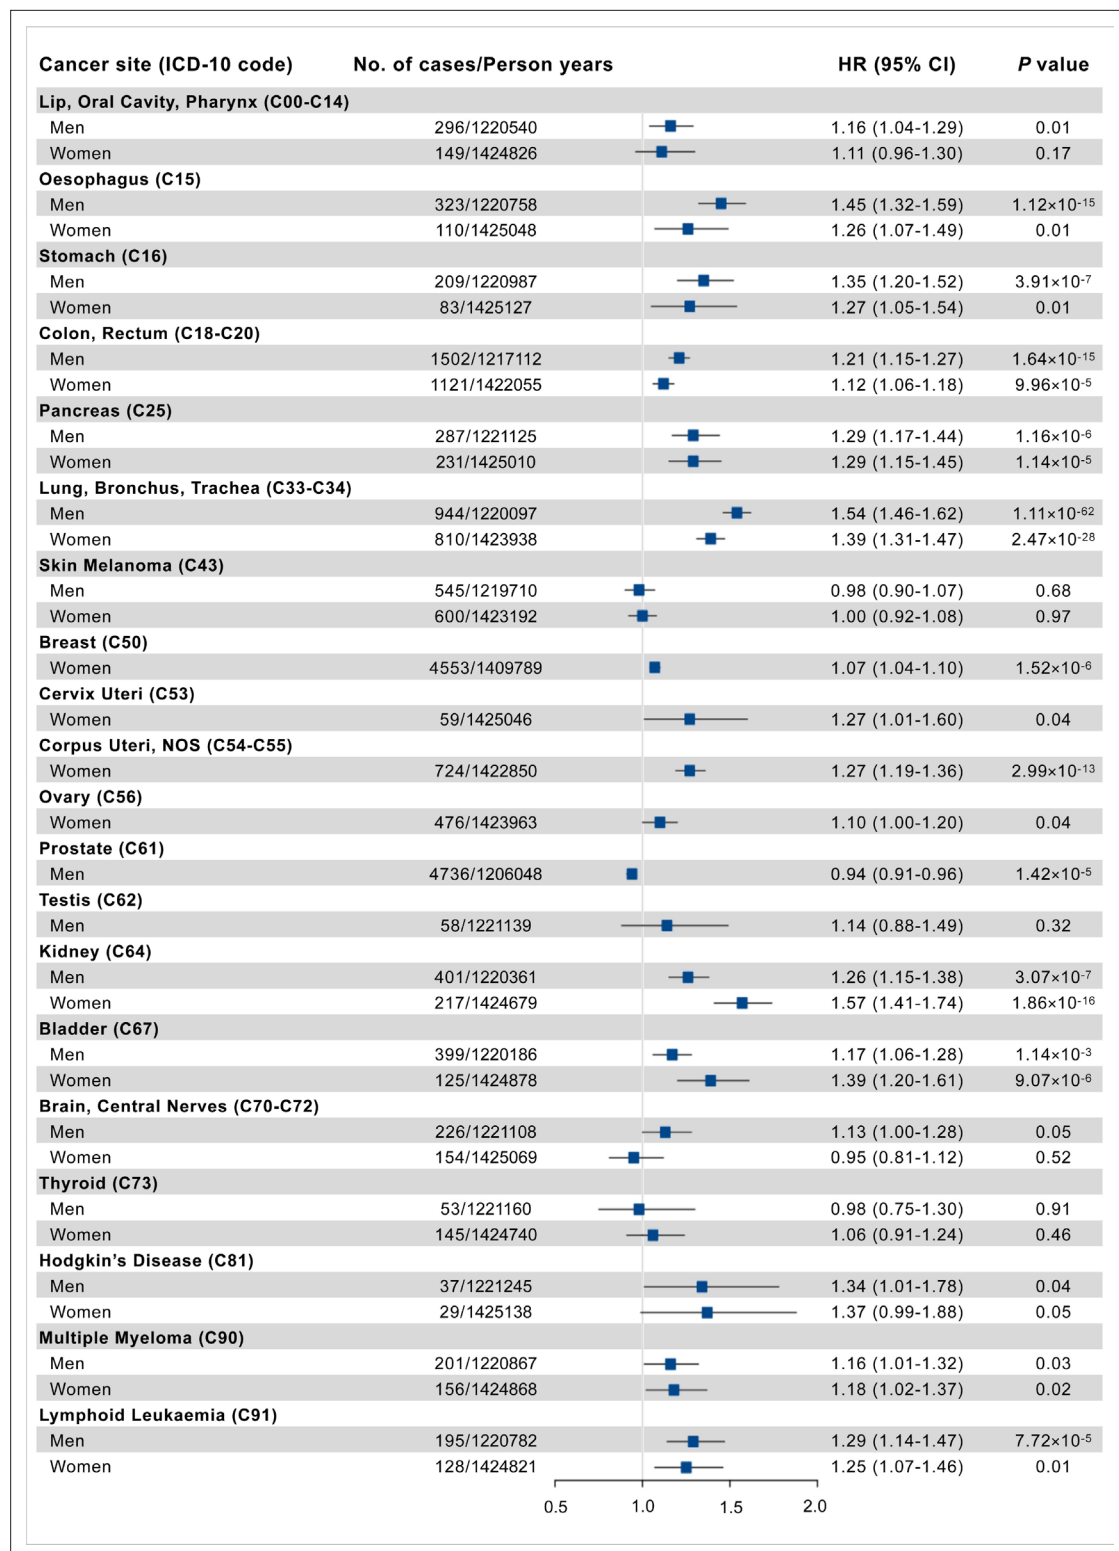 Cancer site (ICD-10 code) No. of cases/Person years HR (95% CI) P value
Lip, Oral Cavity, Pharynx (C00-C14)
Men 296/1220540 1.16 (1.04-1.29) 0.01
Women 149/1424826 1.11 (0.96-1.30) 0.17
Oesophagus (C15)
Men 323/1220758 1.45 (1.32-1.59) 1.12×10⁻¹⁵
Women 110/1425048 1.26 (1.07-1.49) 0.01
Stomach (C16)
Men 209/1220987 1.35 (1.20-1.52) 3.91×10⁻⁷
Women 83/1425127 1.27 (1.05-1.54) 0.01
Colon, Rectum (C18-C20)
Men 1502/1217112 1.21 (1.15-1.27) 1.64×10⁻¹⁵
Women 1121/1422055 1.12 (1.06-1.18) 9.96×10⁻⁵
Pancreas (C25)
Men 287/1221125 1.29 (1.17-1.44) 1.16×10⁻⁶
Women 231/1425010 1.29 (1.15-1.45) 1.14×10⁻⁵
Lung, Bronchus, Trachea (C33-C34)
Men 944/1220097 1.54 (1.46-1.62) 1.11×10⁻⁶²
Women 810/1423938 1.39 (1.31-1.47) 2.47×10⁻²⁸
Skin Melanoma (C43)
Men 545/1219710 0.98 (0.90-1.07) 0.68
Women 600/1423192 1.00 (0.92-1.08) 0.97
Breast (C50)
Women 4553/1409789 1.07 (1.04-1.10) 1.52×10⁻⁶
Cervix Uteri (C53)
Women 59/1425046 1.27 (1.01-1.60) 0.04
Corpus Uteri, NOS (C54-C55)
Women 724/1422850 1.27 (1.19-1.36) 2.99×10⁻¹³
Ovary (C56)
Women 476/1423963 1.10 (1.00-1.20) 0.04
Prostate (C61)
Men 4736/1206048 0.94 (0.91-0.96) 1.42×10⁻⁵
Testis (C62)
Men 58/1221139 1.14 (0.88-1.49) 0.32
Kidney (C64)
Men 401/1220361 1.26 (1.15-1.38) 3.07×10⁻⁷
Women 217/1424679 1.57 (1.41-1.74) 1.86×10⁻¹⁶
Bladder (C67)
Men 399/1220186 1.17 (1.06-1.28) 1.14×10⁻³
Women 125/1424878 1.39 (1.20-1.61) 9.07×10⁻⁶
Brain, Central Nerves (C70-C72)
Men 226/1221108 1.13 (1.00-1.28) 0.05
Women 154/1425069 0.95 (0.81-1.12) 0.52
Thyroid (C73)
Men 53/1221160 0.98 (0.75-1.30) 0.91
Women 145/1424740 1.06 (0.91-1.24) 0.46
Hodgkin’s Disease (C81)
Men 37/1221245 1.34 (1.01-1.78) 0.04
Women 29/1425138 1.37 (0.99-1.88) 0.05
Multiple Myeloma (C90)
Men 201/1220867 1.16 (1.01-1.32) 0.03
Women 156/1424868 1.18 (1.02-1.37) 0.02
Lymphoid Leukaemia (C91)
Men 195/1220782 1.29 (1.14-1.47) 7.72×10⁻⁵
Women 128/1424821 1.25 (1.07-1.46) 0.01
0.5 1.0 1.5 2.0